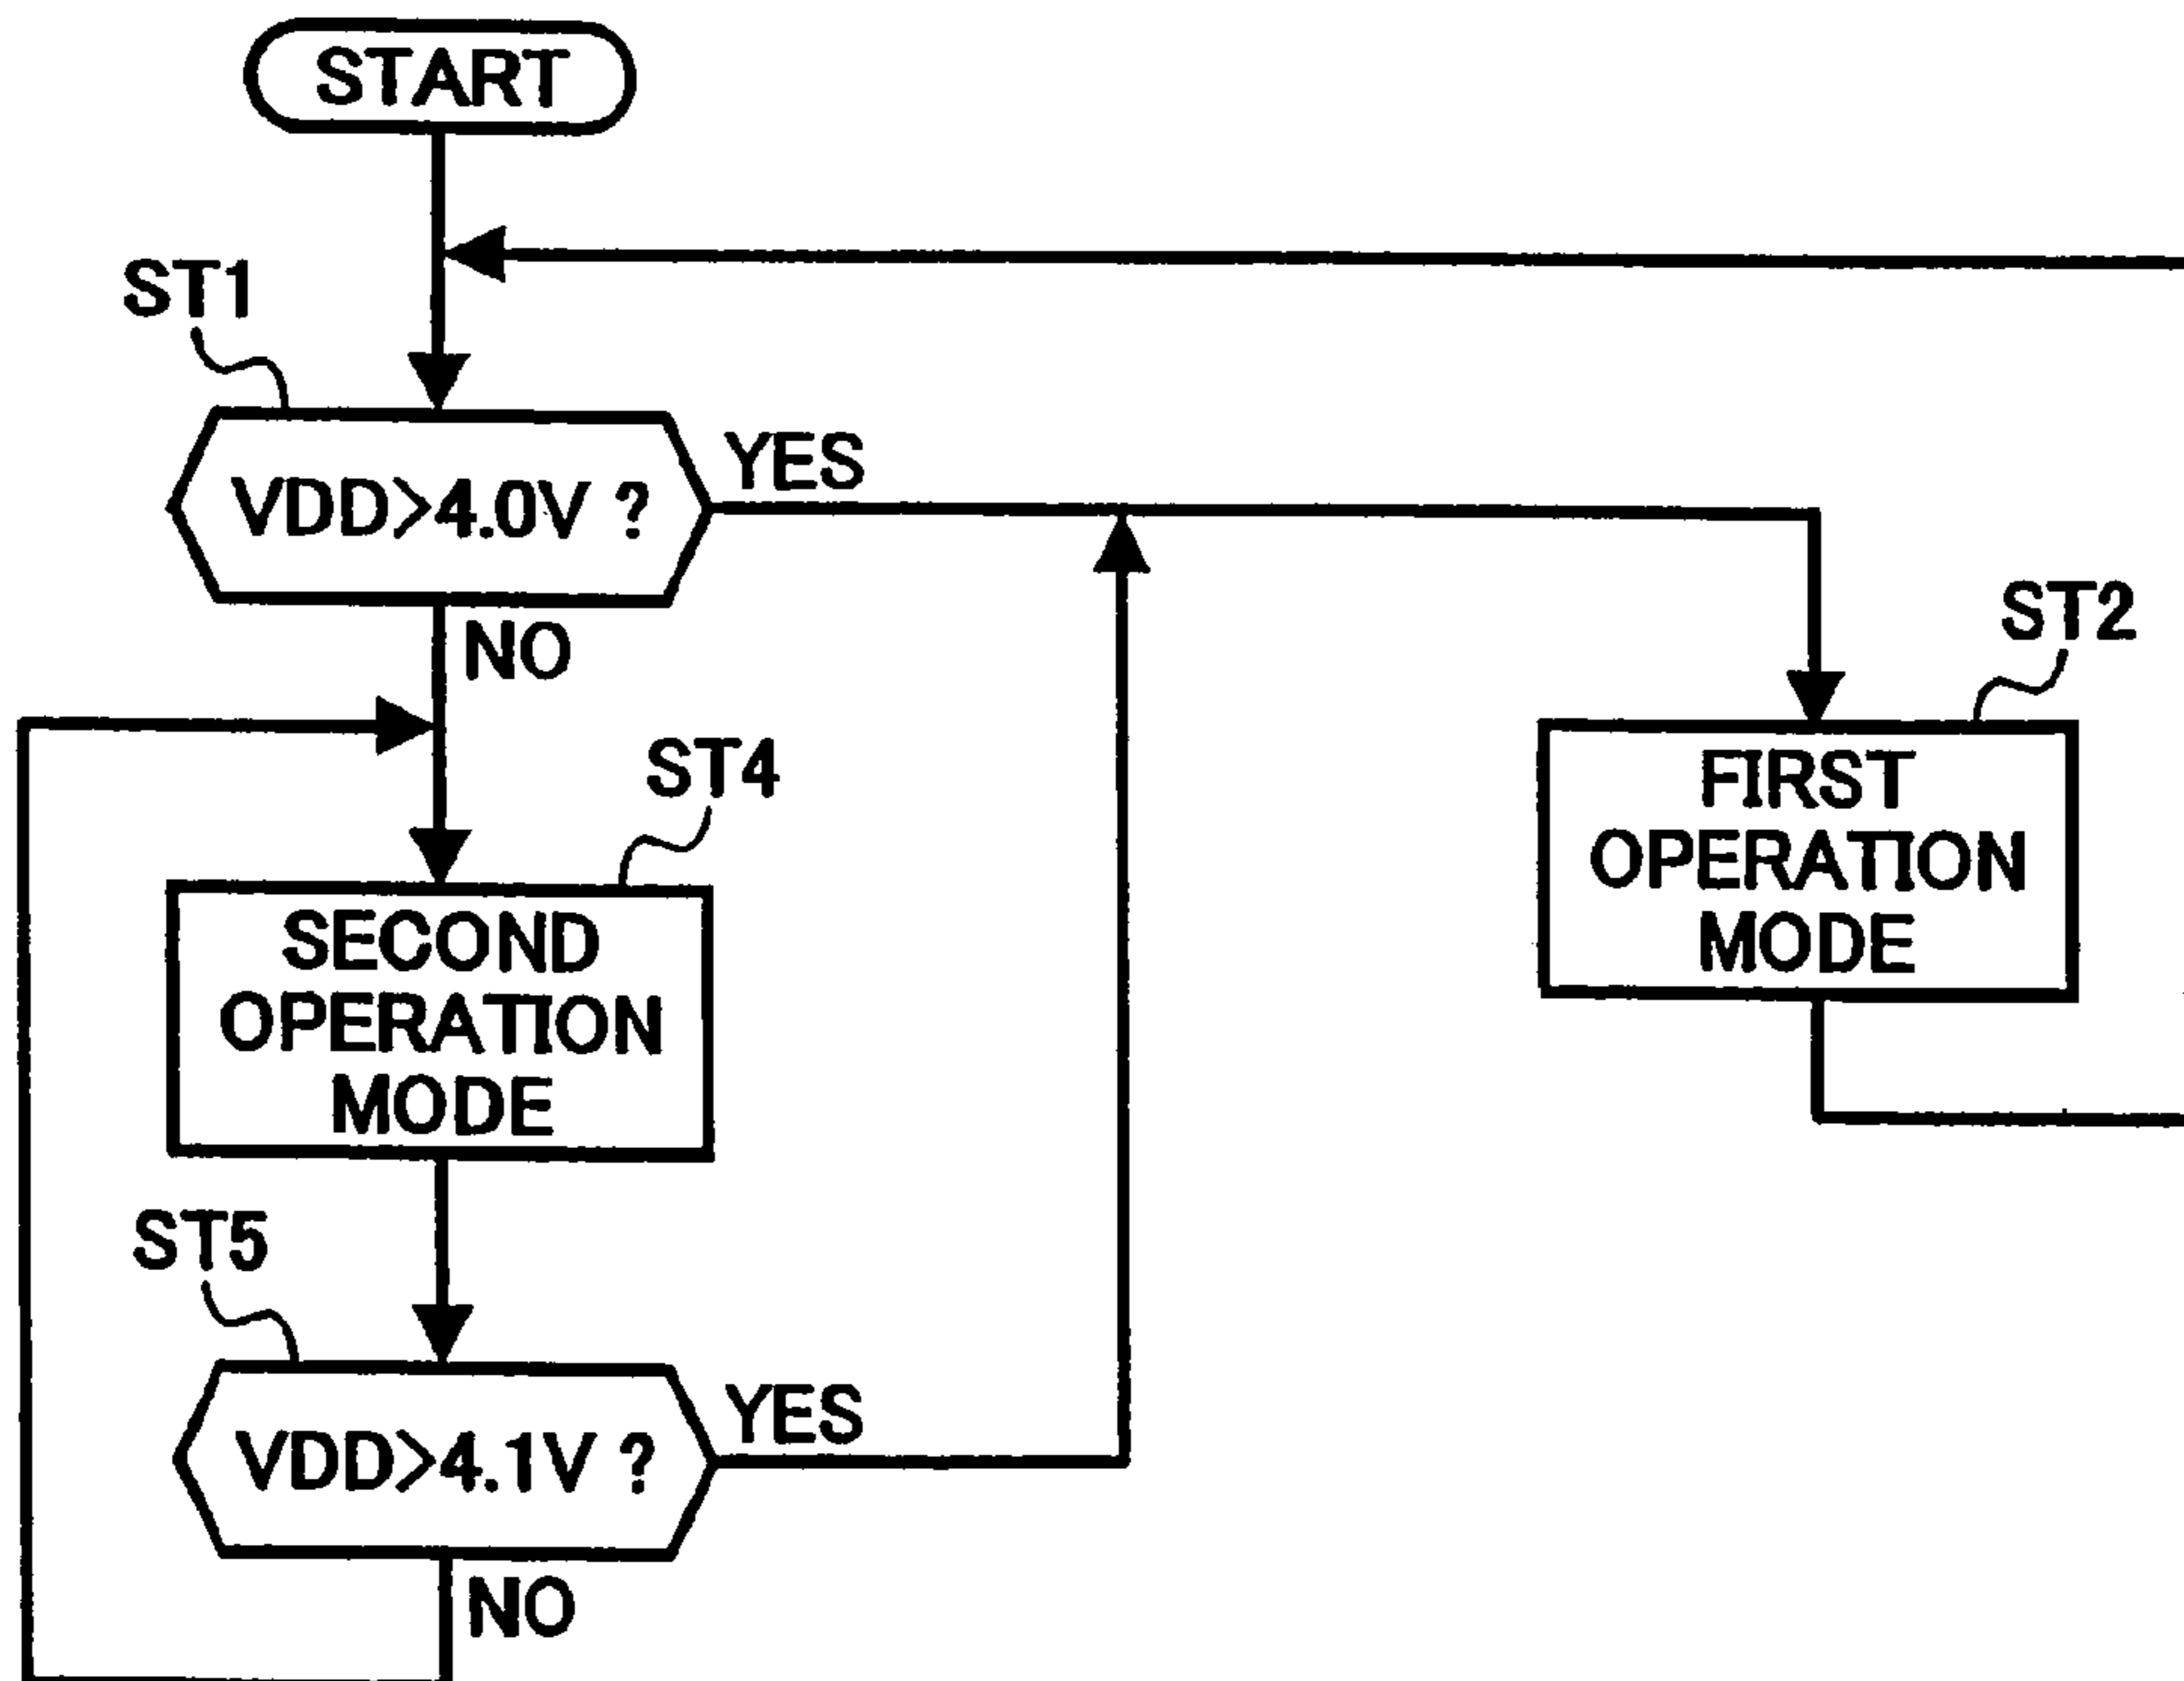 START
ST1
VDD>4.0V ?
YES
NO
ST2
FIRST
OPERATION
MODE
ST4
SECOND
OPERATION
MODE
ST5
VDD>4.1V ?
YES
NO